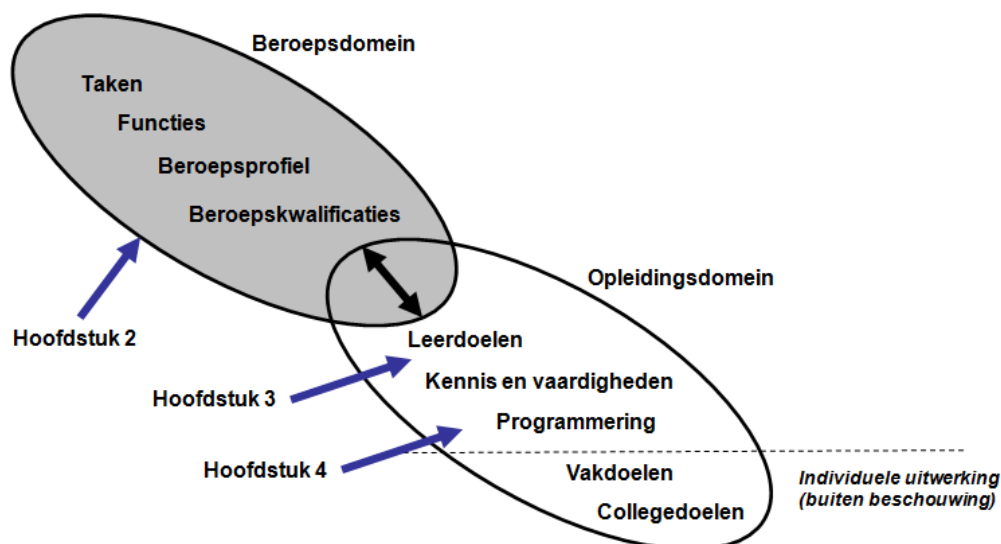 Beroepsdomein
Taken
Functies
Beroepsprofiel
Beroepskwalificaties
Opleidingsdomein
Hoofdstuk 2
Leerdoelen
Kennis en vaardigheden
Hoofdstuk 3
Programmering
Hoofdstuk 4
Vakdoelen
Individuele uitwerking
(buiten beschouwing)
Collegedoelen